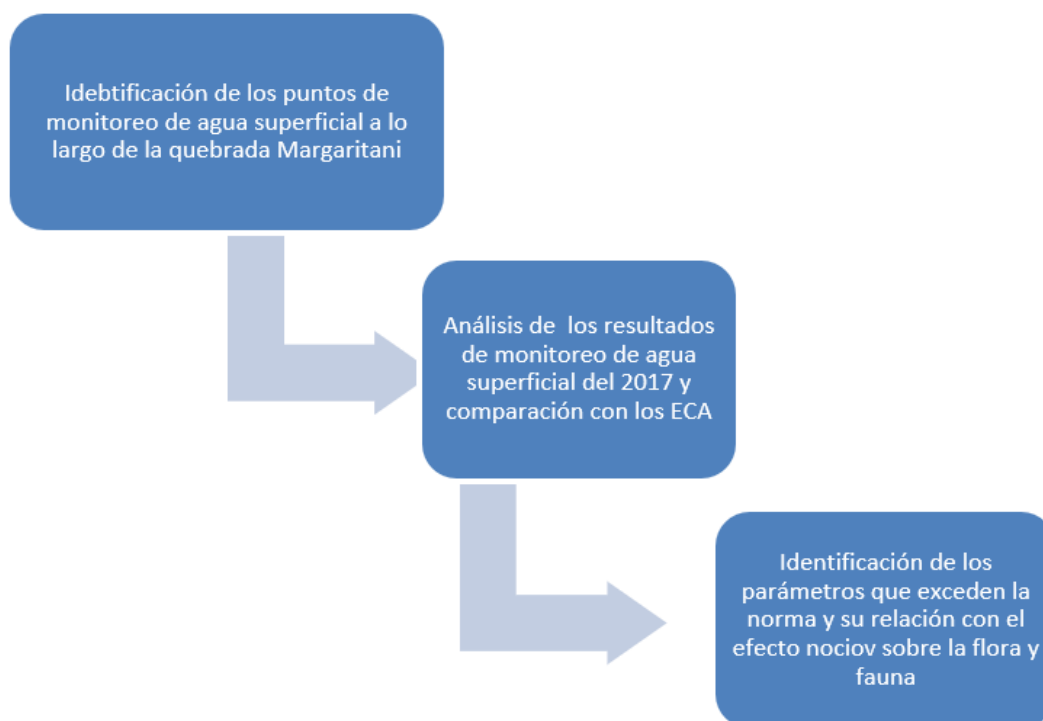 Idebtificación de los puntos de
monitoreo de agua superficial a lo
largo de la quebrada Margaritani
Análisis de los resultados
de monitoreo de agua
superficial del 2017 y
comparación con los ECA
Identificación de los
parámetros que exceden la
norma y su relación con el
efecto nociov sobre la flora y
fauna